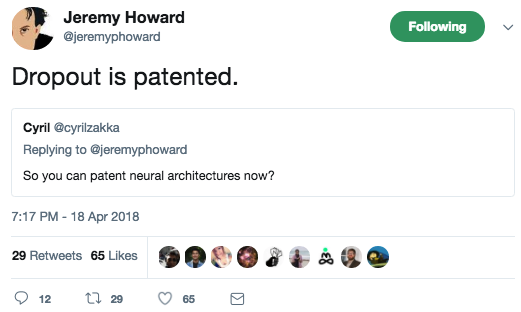 Jeremy Howard
@jeremyphoward
Following
Dropout is patented.
Cyril @cyrilzakka
Replying to @jeremyphoward
So you can patent neural architectures now?
7:17 PM - 18 Apr 2018
29 Retweets 65 Likes
12 29 65